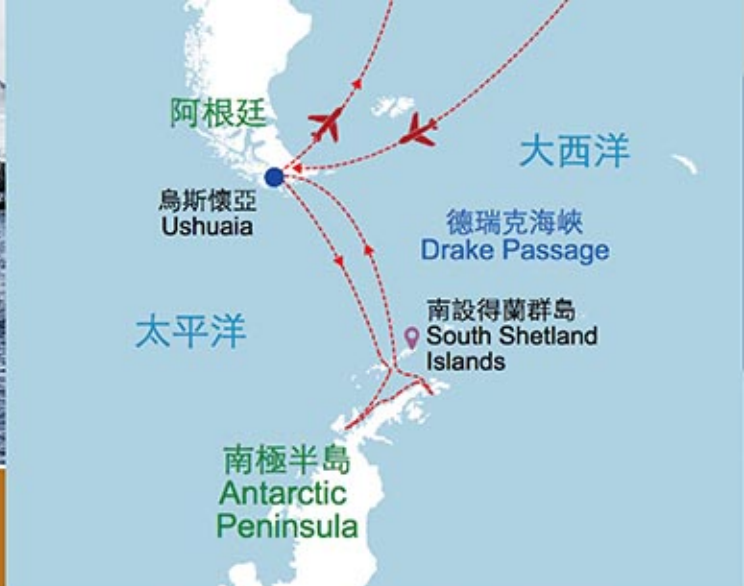 阿根廷
大西洋
烏斯懷亞
Ushuaia
德瑞克海峽
Drake Passage
南設得蘭群島
South Shetland
Islands
太平洋
南極半島
Antarctic
Peninsula